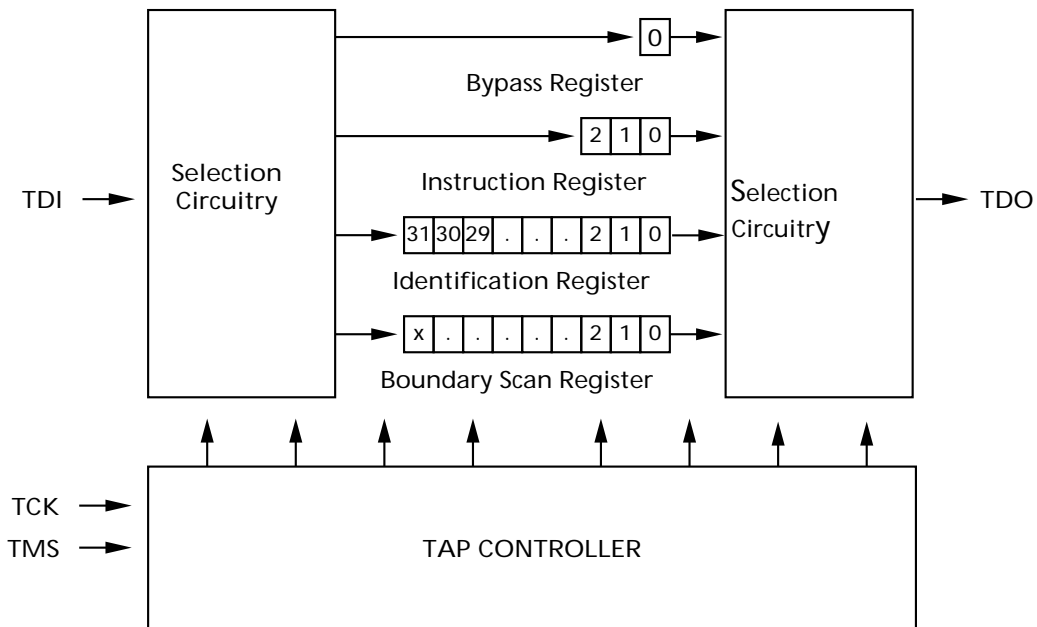 0
Bypass Register
2 1 0
Selection
Circuitry
Instruction Register
Selection
Circuitry
TDI
TDO
31 30 29 . . . 2 1 0
Identification Register
x . . . . . 2 1 0
Boundary Scan Register
TCK
TMS
TAP CONTROLLER